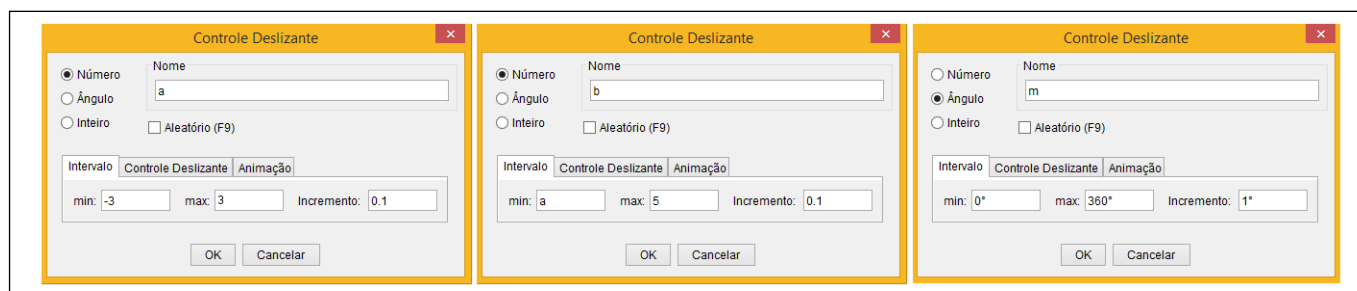 Controle Deslizante
Número
Ângulo
Inteiro
Nome
a
Aleatório (F9)
Intervalo Controle Deslizante Animação
min: -3 max: 3 Incremento: 0.1
OK Cancelar
Controle Deslizante
Número
Ângulo
Inteiro
Nome
b
Aleatório (F9)
Intervalo Controle Deslizante Animação
min: a max: 5 Incremento: 0.1
OK Cancelar
Controle Deslizante
Número
Ângulo
Inteiro
Nome
m
Aleatório (F9)
Intervalo Controle Deslizante Animação
min: 0° max: 360° Incremento: 1°
OK Cancelar